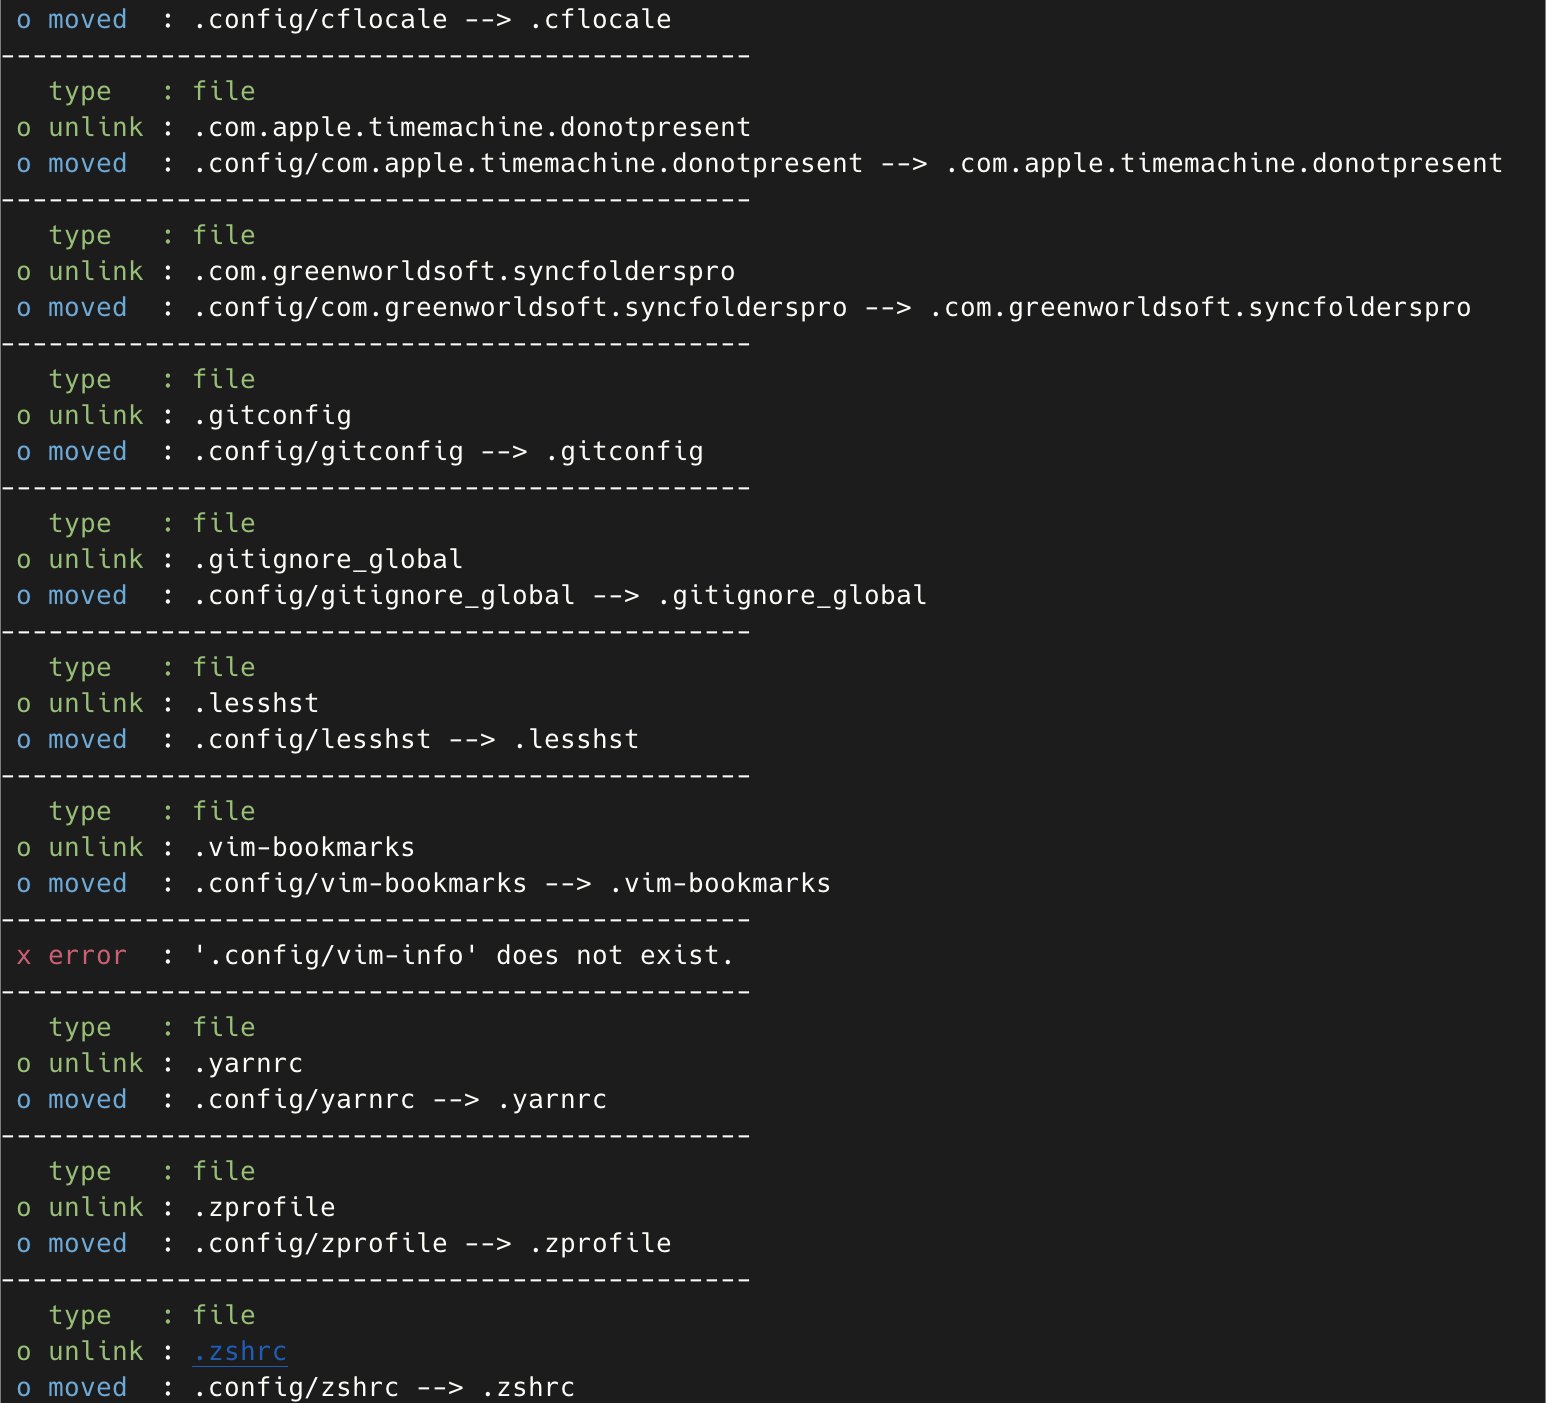 o moved  : .config/cflocale --> .cflocale
-----------------------------------------------
  type   : file
o unlink : .com.apple.timemachine.donotpresent
o moved  : .config/com.apple.timemachine.donotpresent --> .com.apple.timemachine.donotpresent
-----------------------------------------------
  type   : file
o unlink : .com.greenworldsoft.syncfolderspro
o moved  : .config/com.greenworldsoft.syncfolderspro --> .com.greenworldsoft.syncfolderspro
-----------------------------------------------
  type   : file
o unlink : .gitconfig
o moved  : .config/gitconfig --> .gitconfig
-----------------------------------------------
  type   : file
o unlink : .gitignore_global
o moved  : .config/gitignore_global --> .gitignore_global
-----------------------------------------------
  type   : file
o unlink : .lesshst
o moved  : .config/lesshst --> .lesshst
-----------------------------------------------
  type   : file
o unlink : .vim-bookmarks
o moved  : .config/vim-bookmarks --> .vim-bookmarks
-----------------------------------------------
x error  : '.config/vim-info' does not exist.
-----------------------------------------------
  type   : file
o unlink : .yarnrc
o moved  : .config/yarnrc --> .yarnrc
-----------------------------------------------
  type   : file
o unlink : .zprofile
o moved  : .config/zprofile --> .zprofile
-----------------------------------------------
  type   : file
o unlink : .zshrc
o moved  : .config/zshrc --> .zshrc